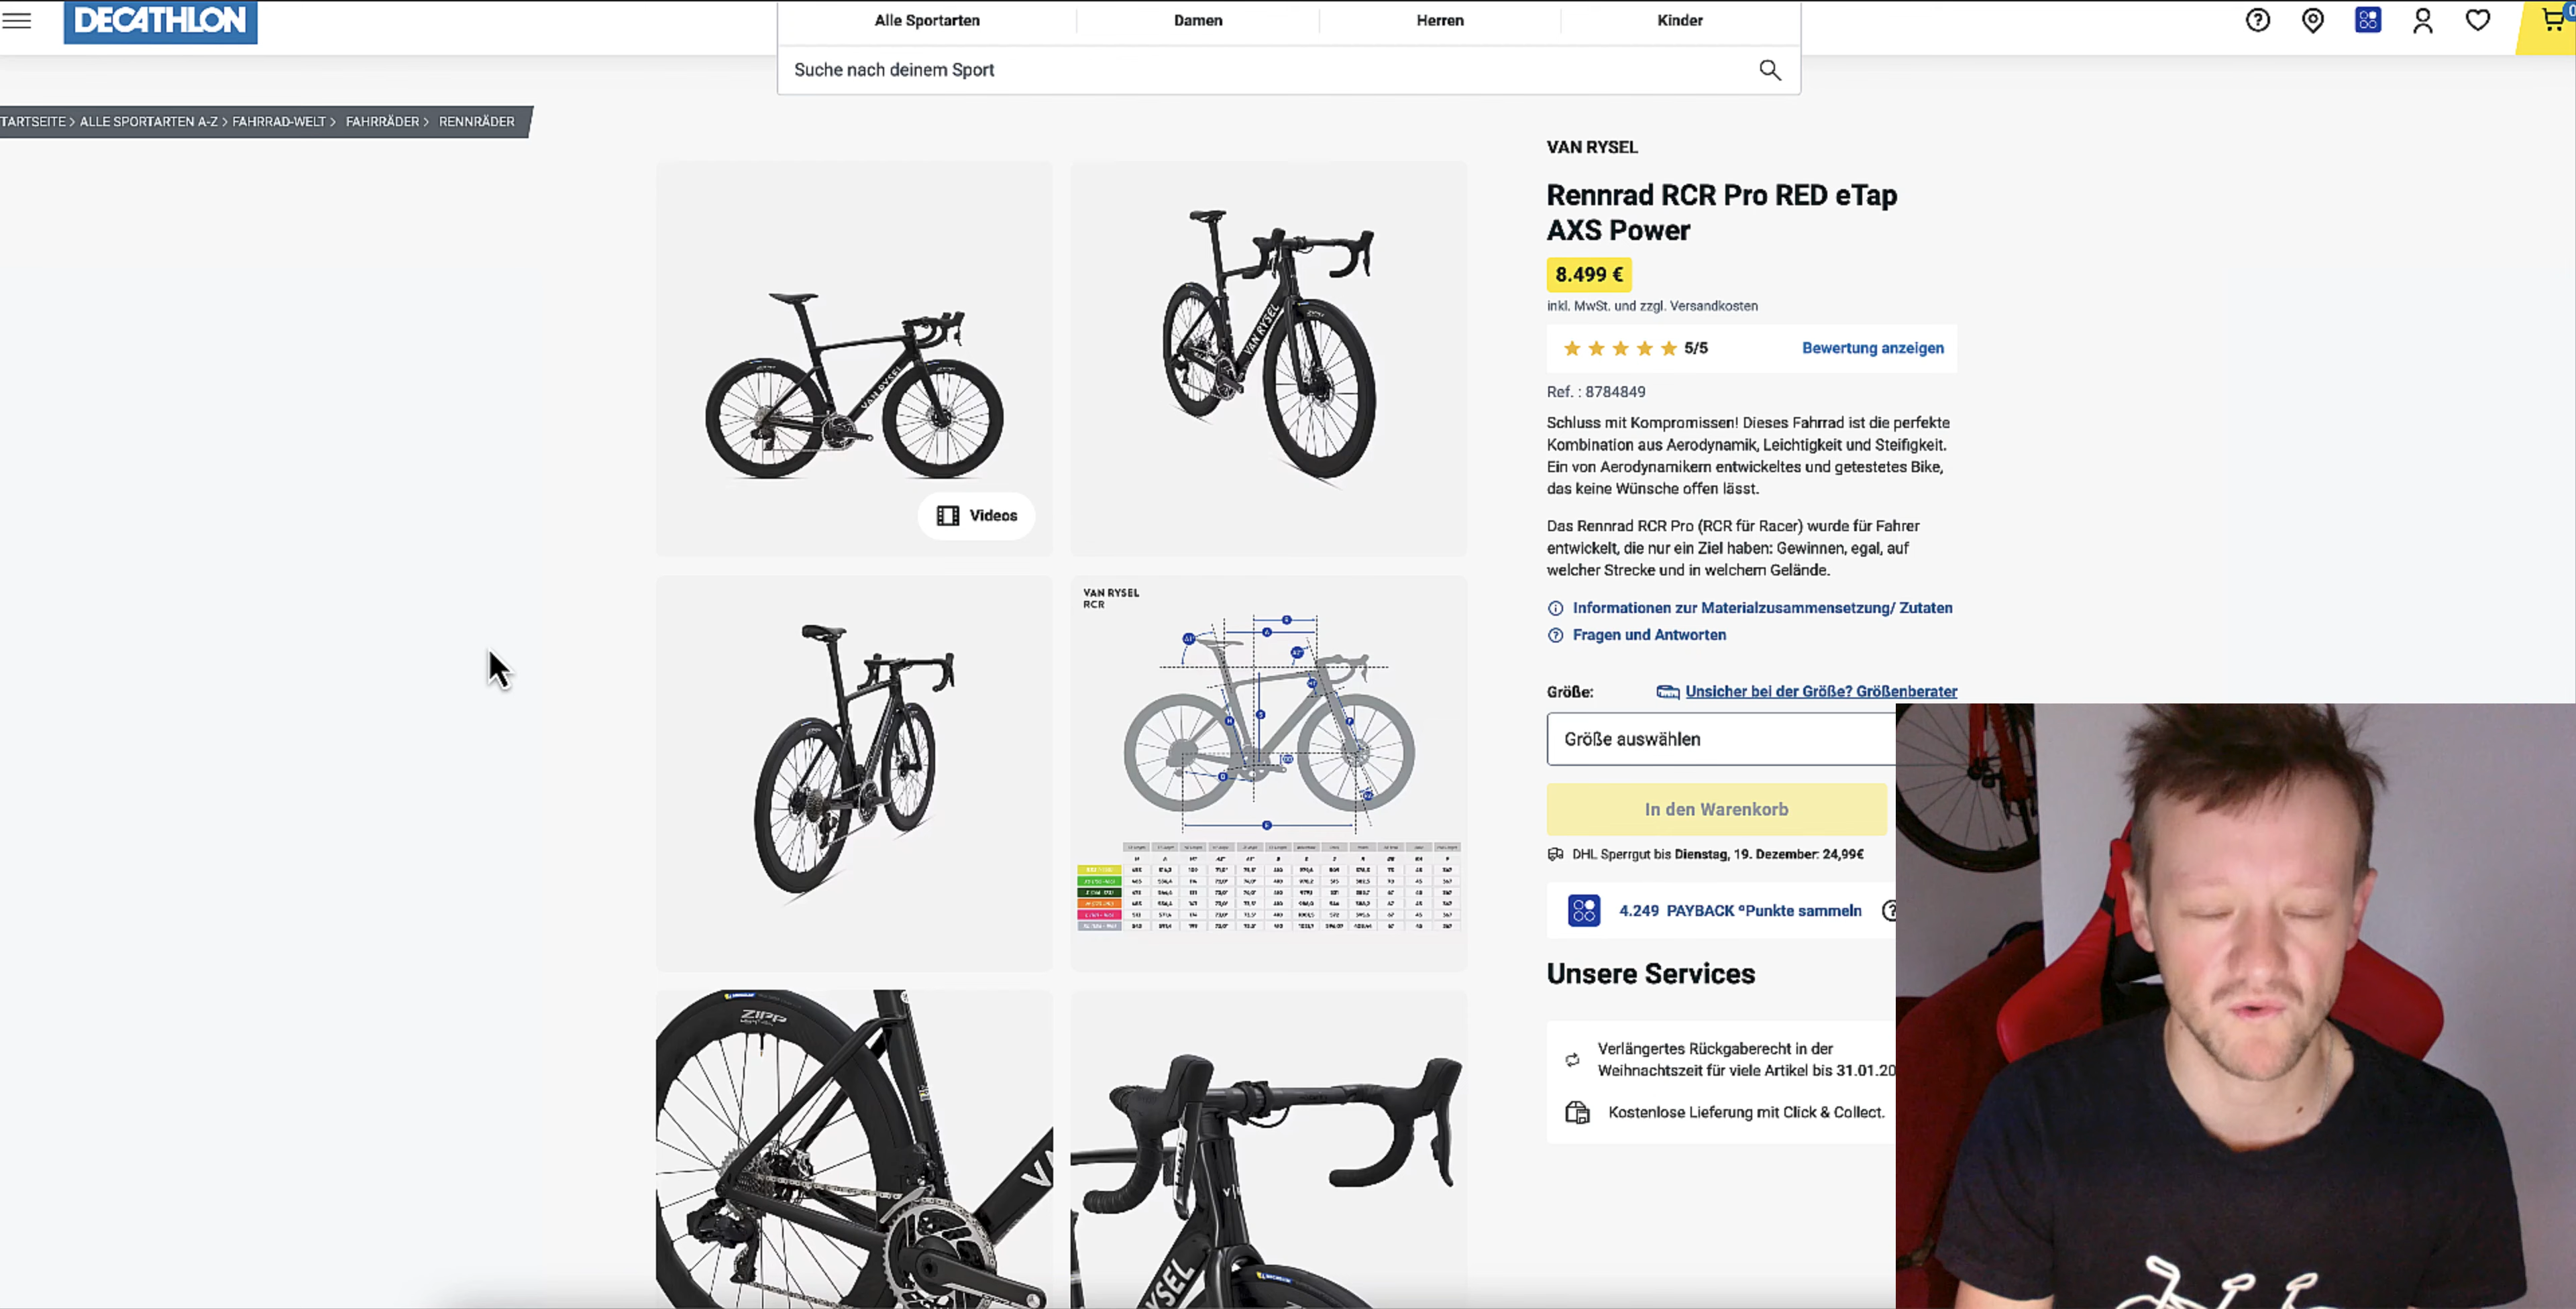 DECATHLON
Alle Sportarten
Damen
Herren
Kinder
0
Suche nach deinem Sport
TARTSEITE > ALLE SPORTARTEN A-Z > FAHRRAD-WELT > FAHRRÄDER > RENNRÄDER
VAN RYSEL
Rennrad RCR Pro RED eTap
AXS Power
8.499 €
inkl. MwSt. und zzgl. Versandkosten
5/5
Bewertung anzeigen
Ref. : 8784849
Schluss mit Kompromissen! Dieses Fahrrad ist die perfekte
Kombination aus Aerodynamik, Leichtigkeit und Steifigkeit.
Ein von Aerodynamikern entwickeltes und getestetes Bike,
das keine Wünsche offen lässt.
Das Rennrad RCR Pro (RCR für Racer) wurde für Fahrer
entwickelt, die nur ein Ziel haben: Gewinnen, egal, auf
welcher Strecke und in welchem Gelände.
Informationen zur Materialzusammensetzung/ Zutaten
Fragen und Antworten
Größe:
Unsicher bei der Größe? Größenberater
Größe auswählen
In den Warenkorb
DHL Sperrgut bis Dienstag, 19. Dezember: 24,99€
4.249 PAYBACK °Punkte sammeln
Unsere Services
Verlängertes Rückgaberecht in der
Weihnachtszeit für viele Artikel bis 31.01.20
Kostenlose Lieferung mit Click & Collect.
VAN RYSEL
VAN RYSEL
Videos
VAN RYSEL
RCR
ZIPP
YSEL